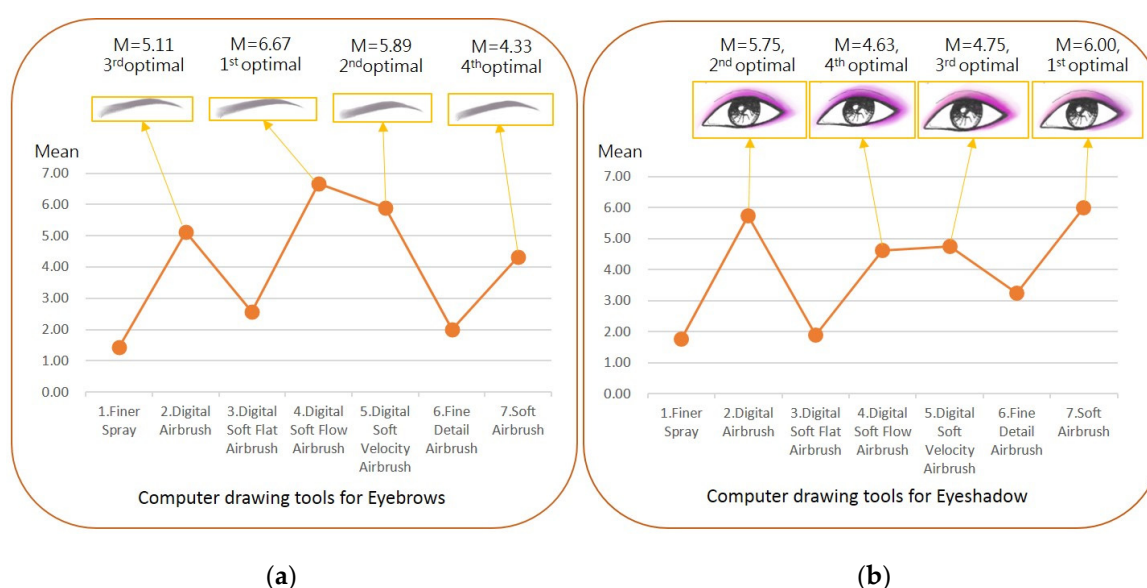 M=5.11
3rd optimal
M=6.67
1st optimal
M=5.89
2nd optimal
M=4.33
4th optimal
Mean
7.00
6.00
5.00
4.00
3.00
2.00
1.00
0.00
1.Finer
Spray
2.Digital
Airbrush
3.Digital
Soft Flat
Airbrush
4.Digital
Soft Flow
Airbrush
5.Digital
Soft
Velocity
Airbrush
6.Fine
Detail
Airbrush
7.Soft
Airbrush
Computer drawing tools for Eyebrows
(a)
M=5.75,
2nd optimal
M=4.63,
4th optimal
M=4.75,
3rd optimal
M=6.00,
1st optimal
Mean
7.00
6.00
5.00
4.00
3.00
2.00
1.00
0.00
1.Finer
Spray
2.Digital
Airbrush
3.Digital
Soft Flat
Airbrush
4.Digital
Soft Flow
Airbrush
5.Digital
Soft
Velocity
Airbrush
6.Fine
Detail
Airbrush
7.Soft
Airbrush
Computer drawing tools for Eyeshadow
(b)